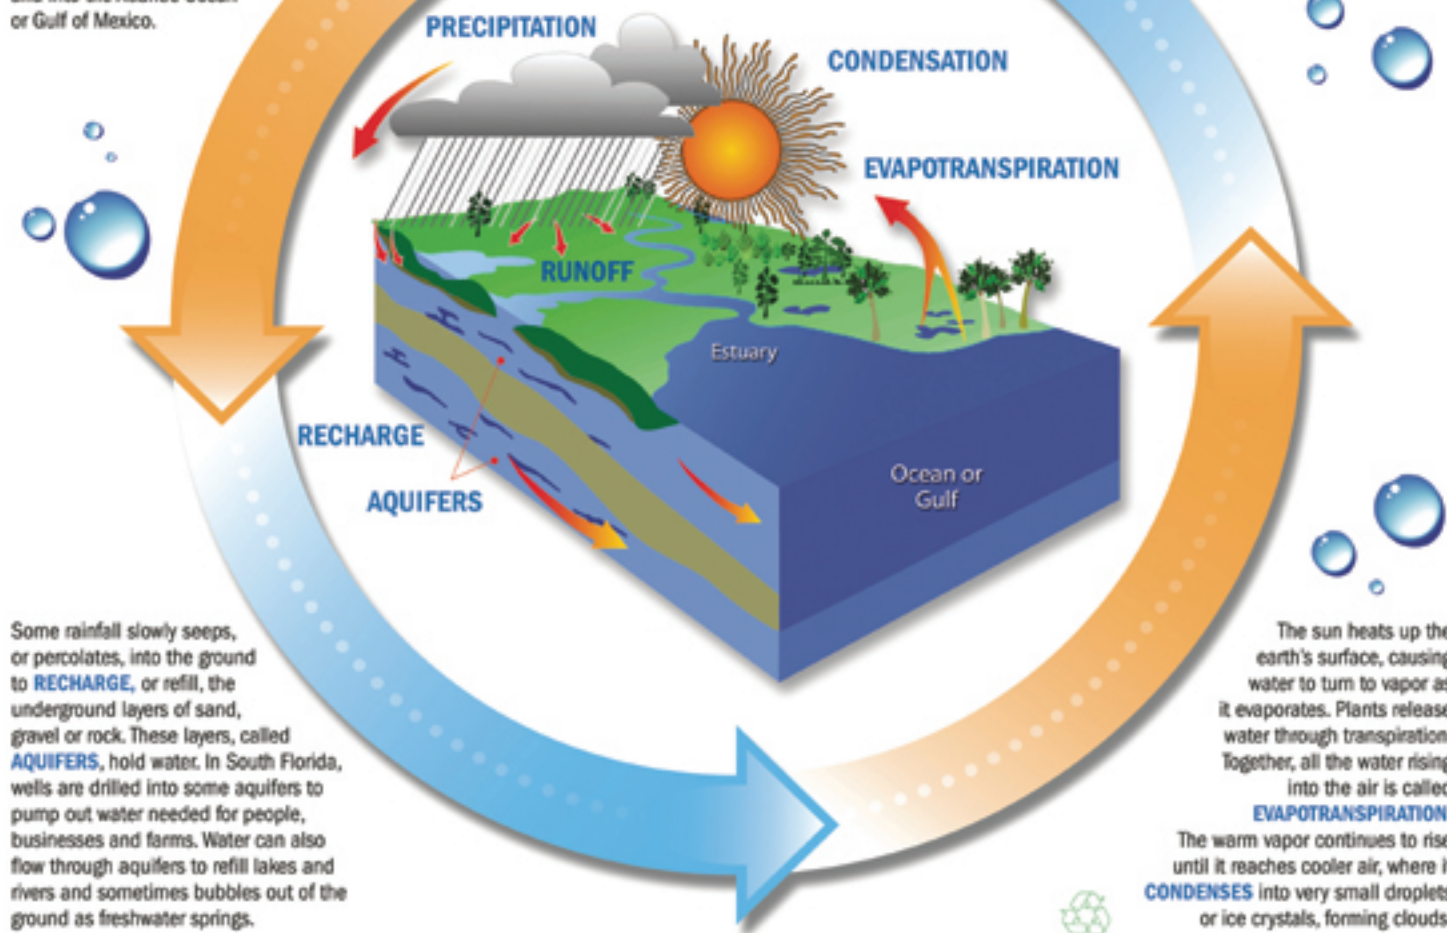 or Gulf of Mexico.
PRECIPITATION
CONDENSATION
EVAPOTRANSPIRATION
RUNOFF
Estuary
RECHARGE
AQUIFERS
Ocean or
Gulf
Some rainfall slowly seeps,
or percolates, into the ground
to RECHARGE, or refill, the
underground layers of sand,
gravel or rock. These layers, called
AQUIFERS, hold water. In South Florida,
wells are drilled into some aquifers to
pump out water needed for people,
businesses and farms. Water can also
flow through aquifers to refill lakes and
rivers and sometimes bubbles out of the
ground as freshwater springs.
The sun heats up the
earth's surface, causing
water to turn to vapor as
it evaporates. Plants release
water through transpiration
Together, all the water rising
into the air is called
EVAPOTRANSPIRATION
The warm vapor continues to rise
until it reaches cooler air, where
CONDENSES into very small droplets
or ice crystals, forming clouds